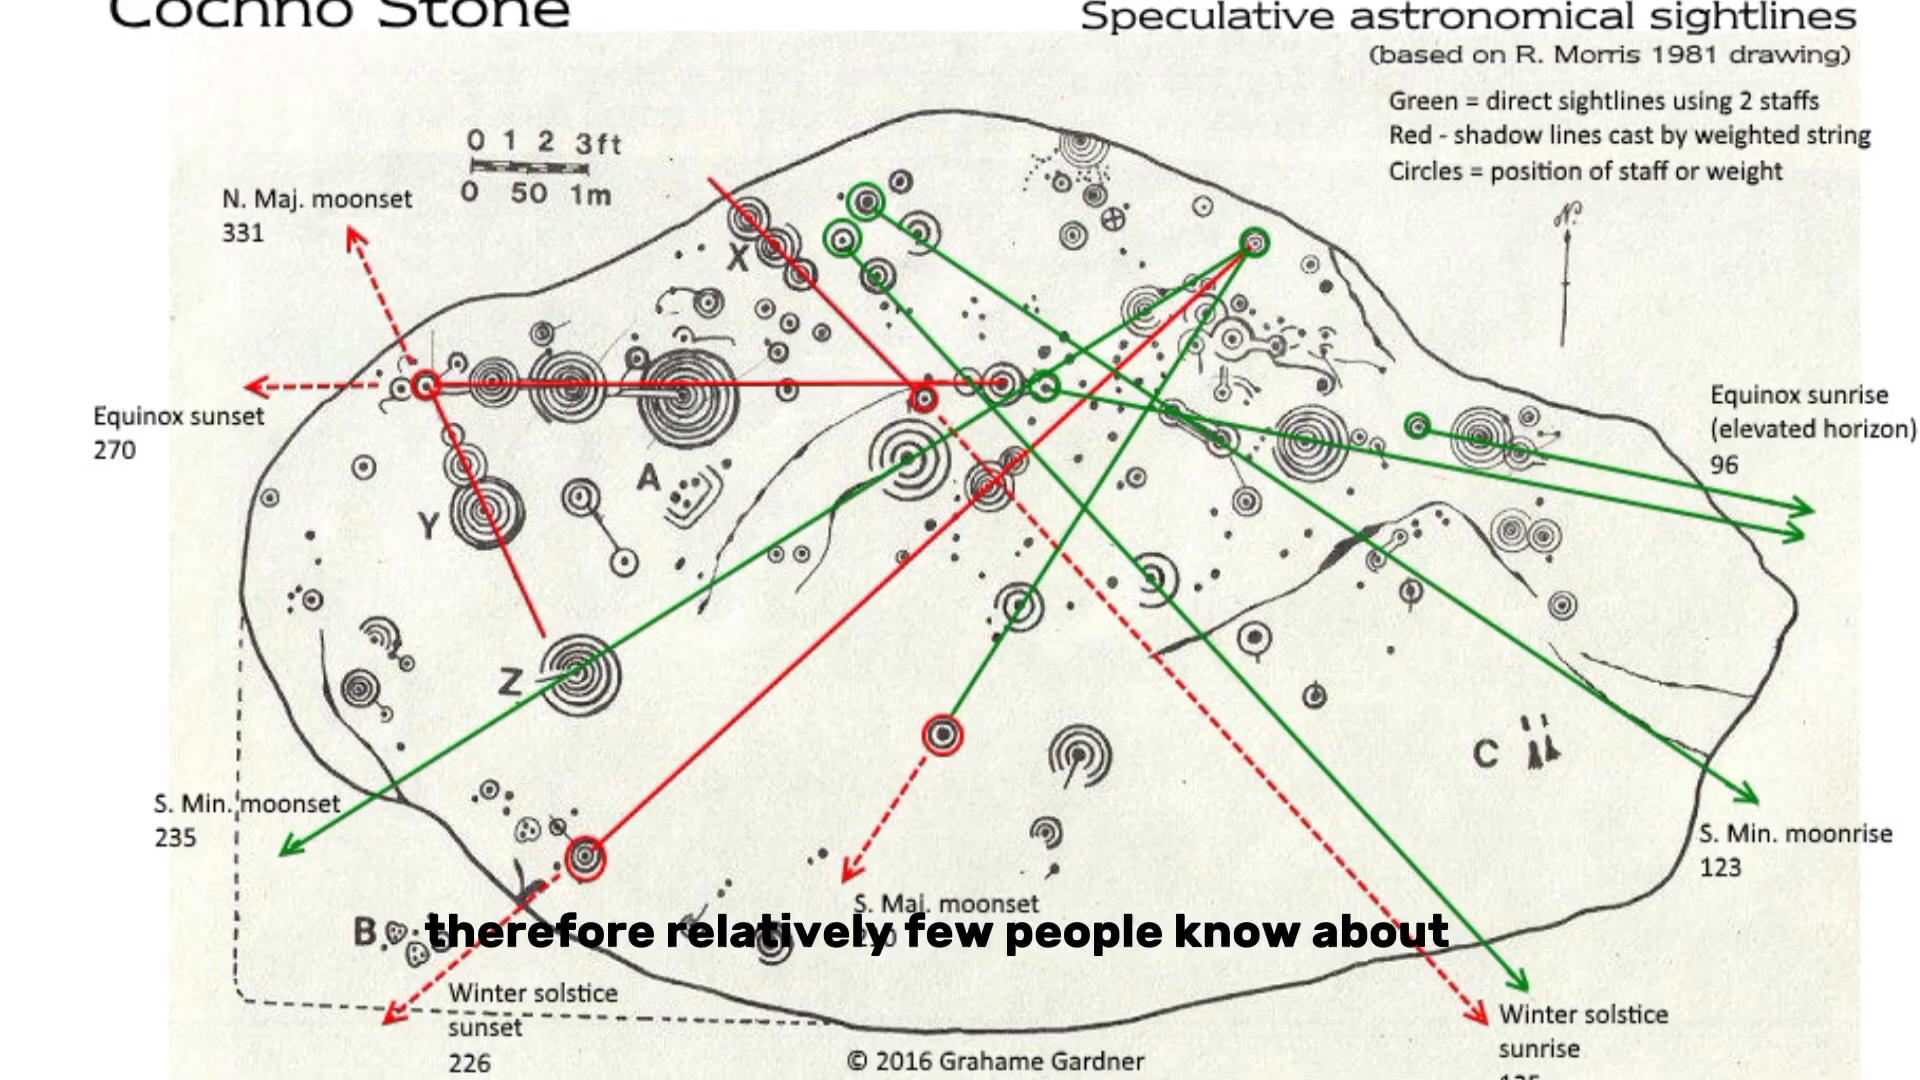 Cochno Stone
Speculative astronomical sightlines
(based on R. Morris 1981 drawing)
Green = direct sightlines using 2 staffs
Red - shadow lines cast by weighted string
Circles = position of staff or weight
0 1 2 3ft
0 50 1m
N. Maj. moonset
331
N.
X
Equinox sunset
270
Equinox sunrise
(elevated horizon)
96
A
Y
Z
C
S. Min. moonset
235
S. Min. moonrise
123
S. Maj. moonset
B
therefore relatively few people know about
Winter solstice
sunset
226
Winter solstice
sunrise
© 2016 Grahame Gardner